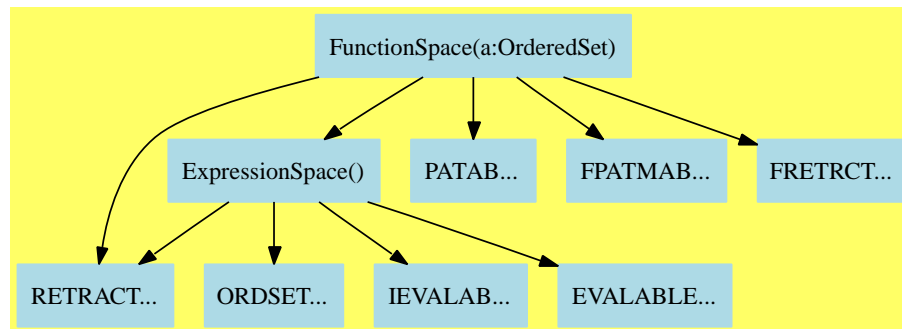 FunctionSpace(a:OrderedSet)
ExpressionSpace()
PATAB...
FPATMAB...
FRETRCT...
RETRACT...
ORDSET...
IEVALAB...
EVALABLE...